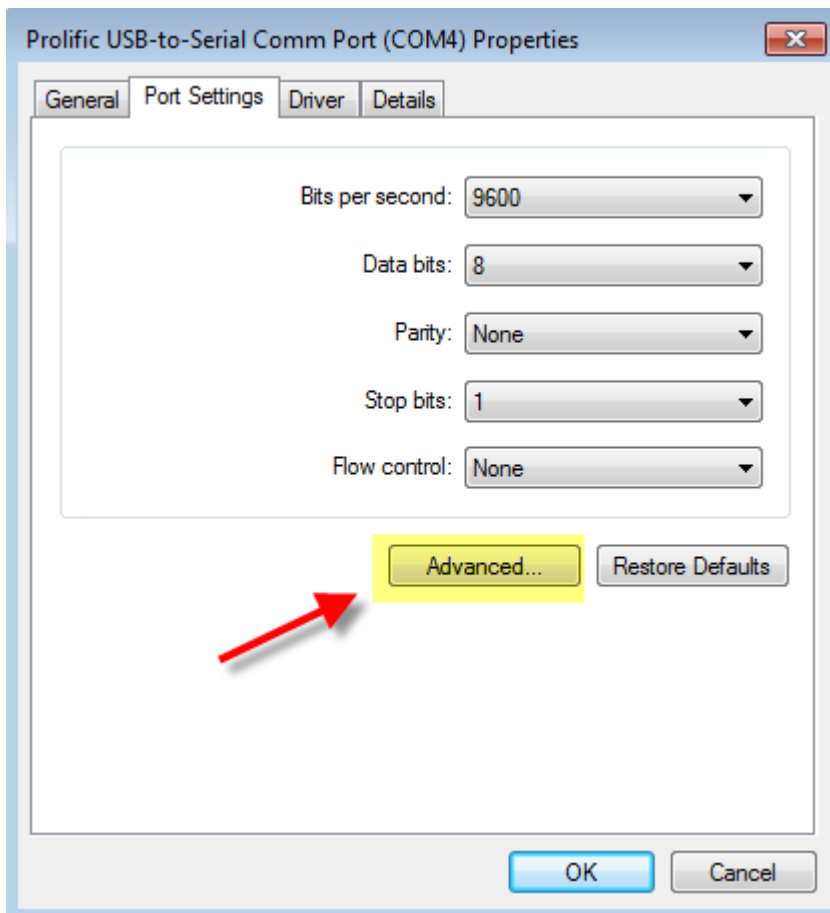 Prolific USB-to-Serial Comm Port (COM4) Properties
General Port Settings Driver Details
Bits per second: 9600
Data bits: 8
Parity: None
Stop bits: 1
Flow control: None
Advanced... Restore Defaults
OK Cancel